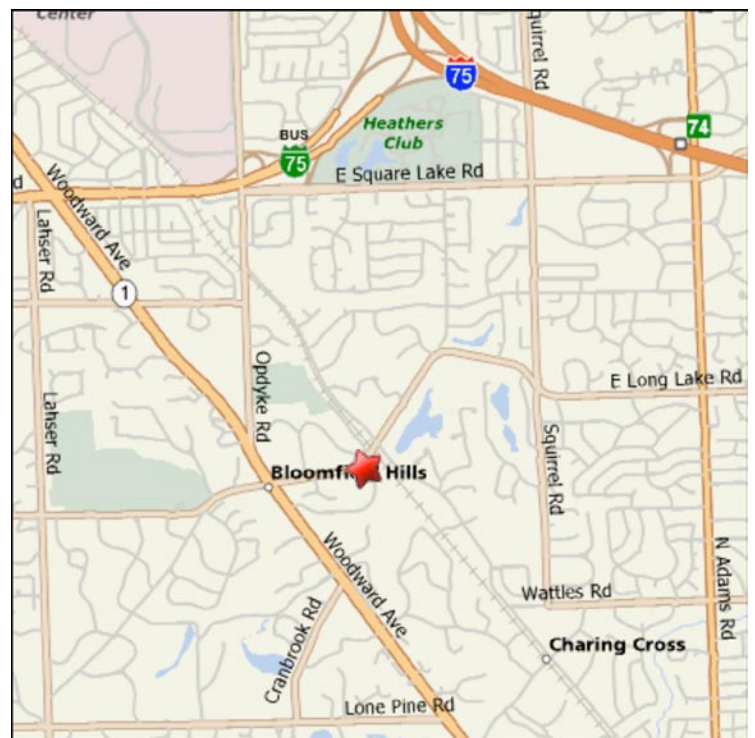 Center
Squirrel Rd
75
Heathers
Club
BUS
75
74
E Square Lake Rd
d
Woodward Ave
Lahser Rd
1
Opdyke Rd
E Long Lake Rd
Lahser Rd
Squirrel Rd
Hills
Woodward Ave
N Adams Rd
Wattles Rd
Cranbrook Rd
Charing Cross
Lone Pine Rd